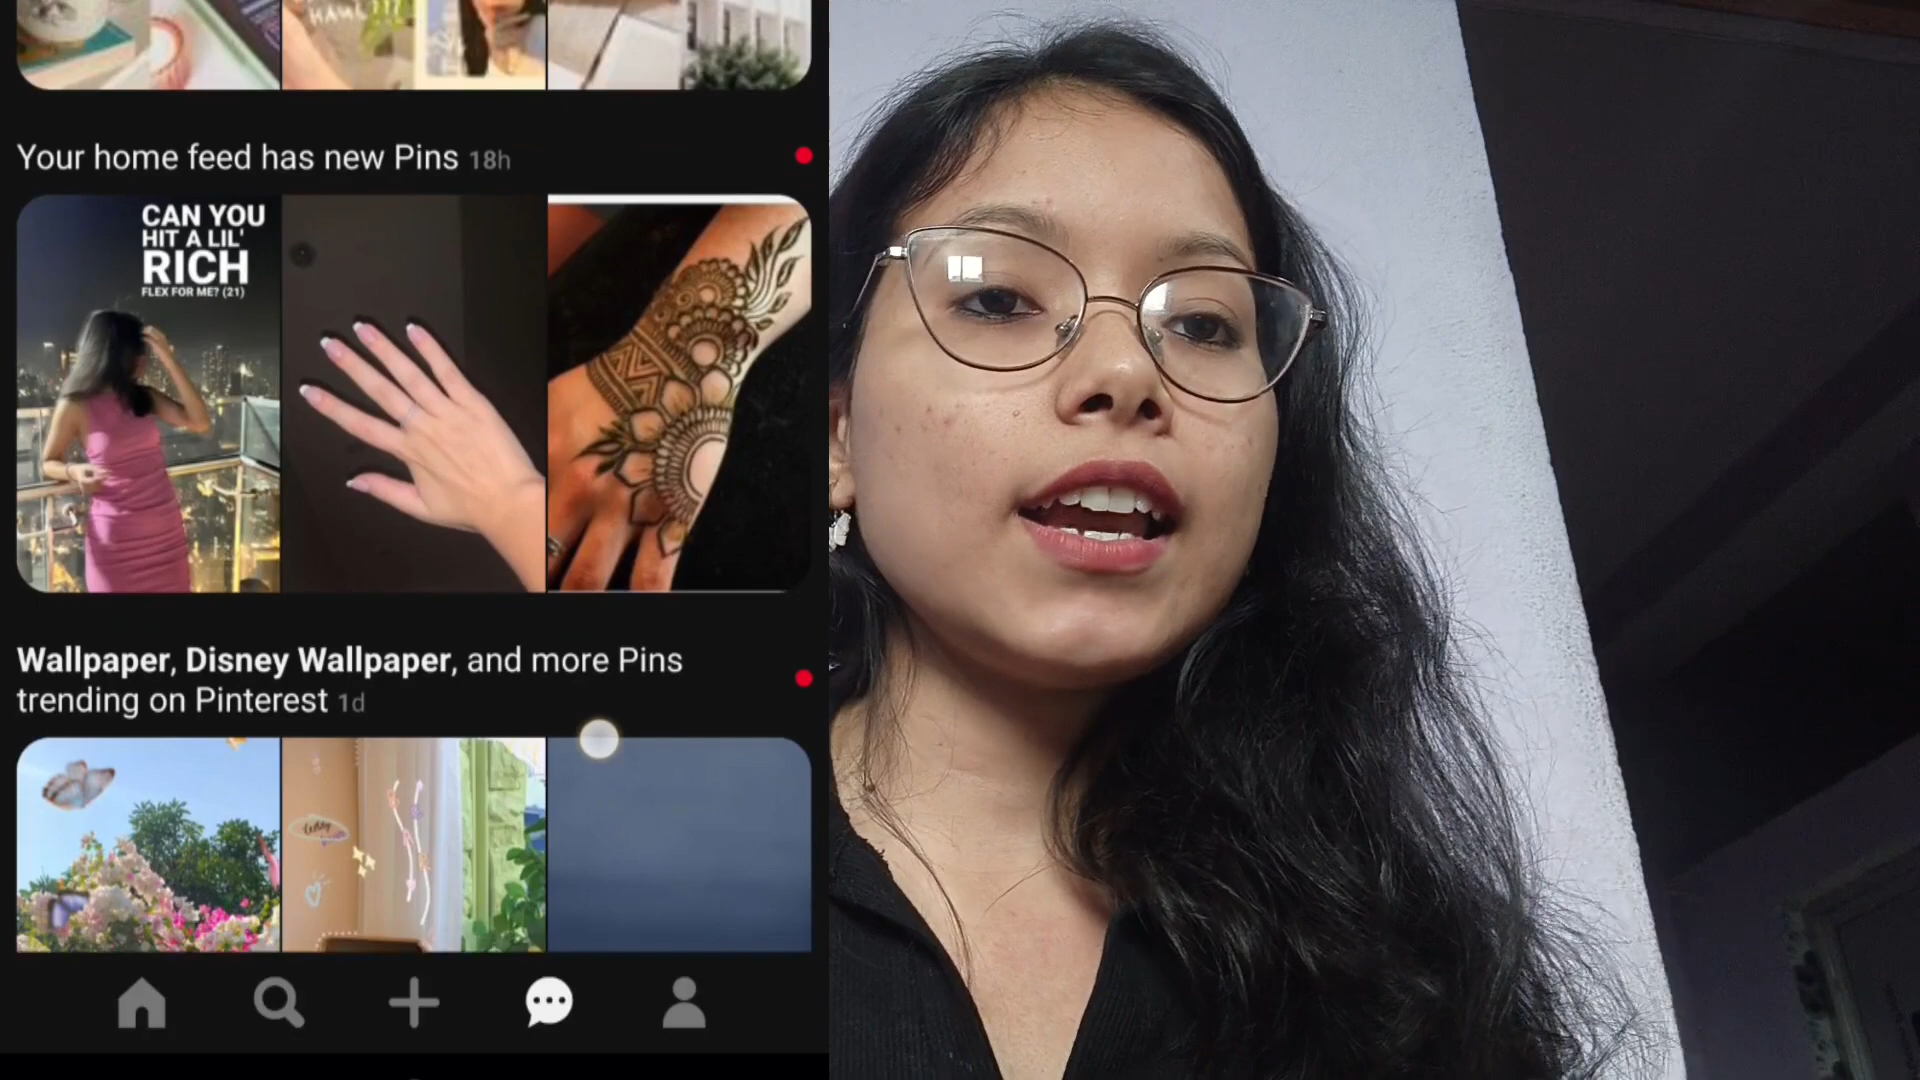 HAUL???
Your home feed has new Pins 18h
CAN YOU
HIT A LIL'
RICH
FLEX FOR ME? (21)
Wallpaper, Disney Wallpaper, and more Pins
trending on Pinterest 1d